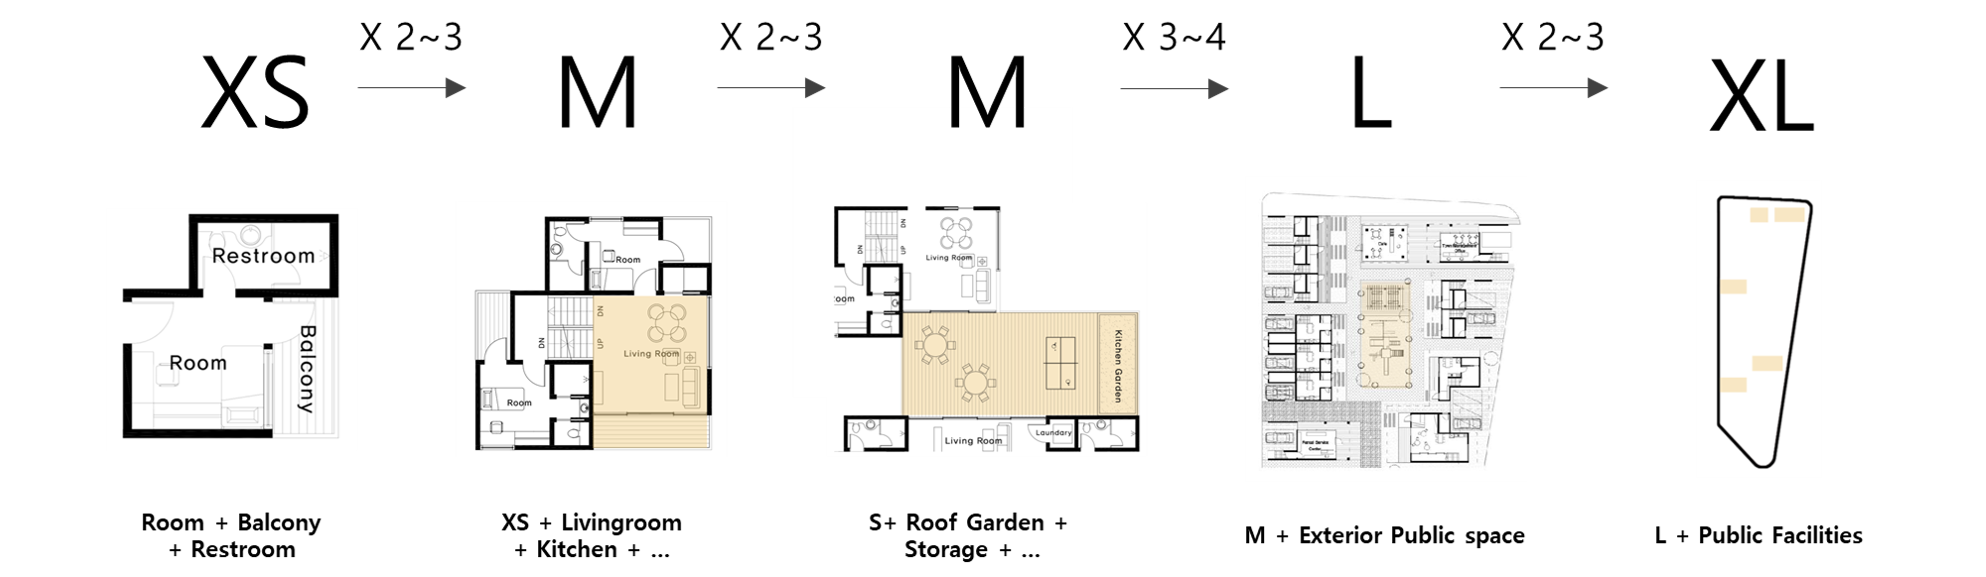 X 2~3
X 2~3
X 3~4
X 2~3
XS
M
M
L
XL
Restroom
Room
Balcony
Room
DN
UP
DN
Living Room
Room
DN
UP
DN
Living Room
oom
Kitchen Garden
Living Room
Laundary
Cafe
Town Management
Office
Parcel Service
Center
Room + Balcony
+ Restroom
XS + Livingroom
+ Kitchen + ...
S+ Roof Garden +
Storage + ...
M + Exterior Public space
L + Public Facilities